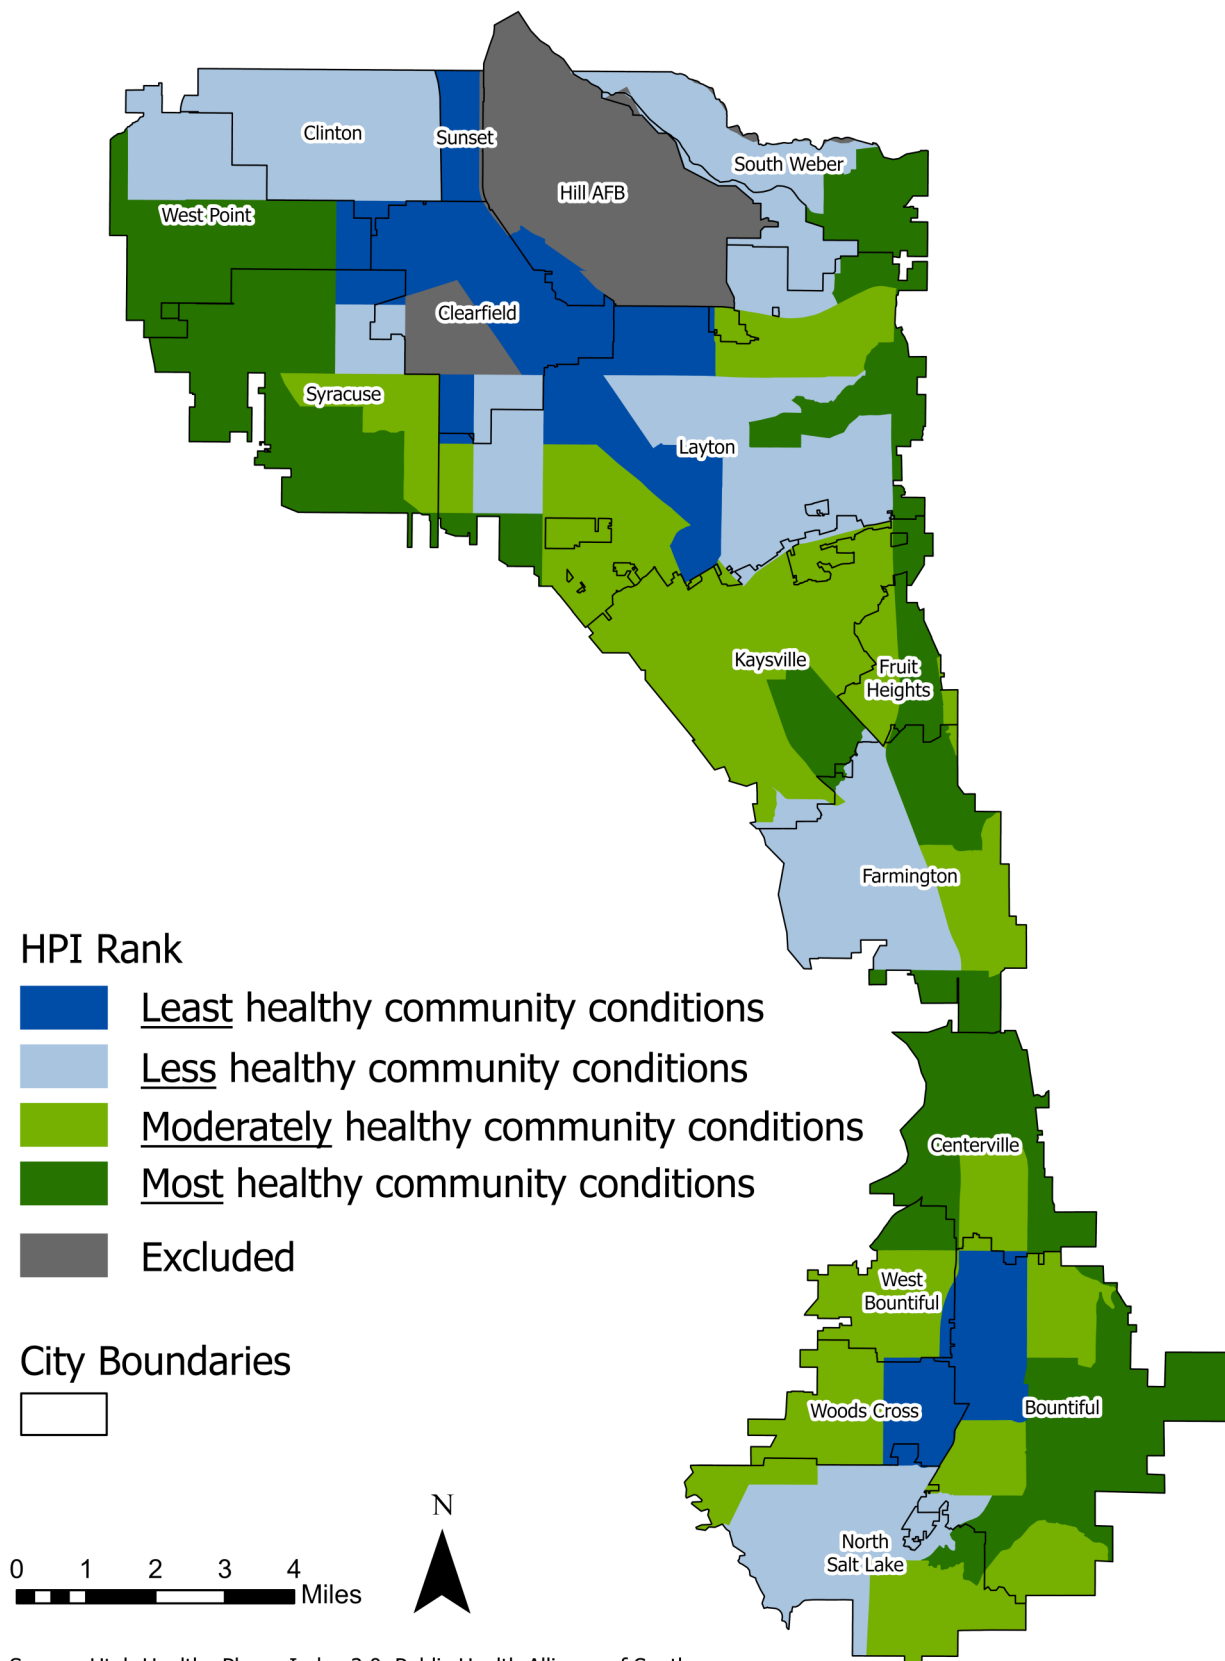 Clinton
Sunset
South Weber
Hill AFB
West Point
Clearfield
Syracuse
Layton
Kaysville
Fruit
Heights
Farmington
HPI Rank
Least healthy community conditions
Less healthy community conditions
Moderately healthy community conditions
Most healthy community conditions
Excluded
City Boundaries
Centerville
West
Bountiful
Woods Cross
Bountiful
North
Salt Lake
N
0 1 2 3 4
Miles